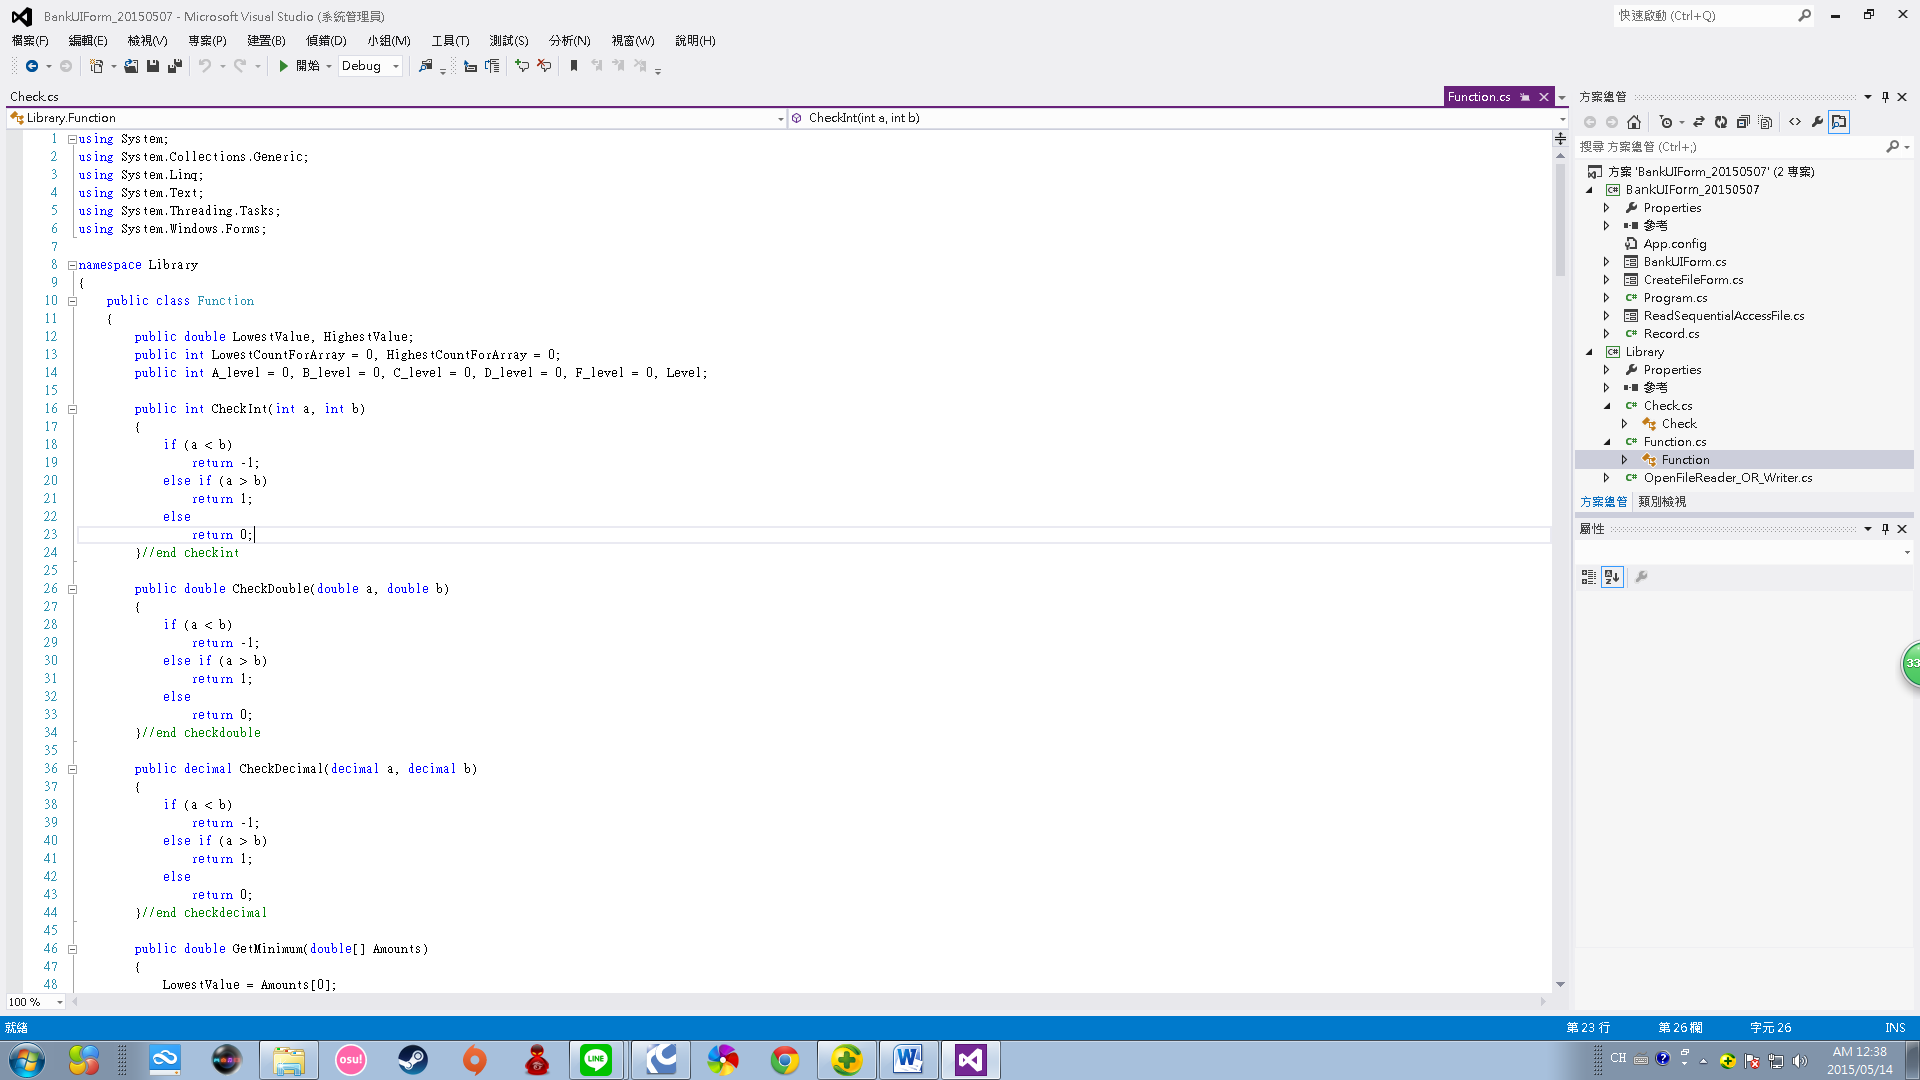 BankUIForm_20150507 - Microsoft Visual Studio (系統管理員)
快速啟動 (Ctrl+Q)
檔案(F) 編輯(E) 檢視(V) 專案(P) 建置(B) 偵錯(D) 小組(M) 工具(T) 測試(S) 分析(N) 視窗(W) 說明(H)
開始 Debug
Check.cs
Function.cs
Library.Function
CheckInt(int a, int b)
1 using System;
2 using System.Collections.Generic;
3 using System.Linq;
4 using System.Text;
5 using System.Threading.Tasks;
6 using System.Windows.Forms;
7
8 namespace Library
9 {
10 public class Function
11 {
12 public double LowestValue, HighestValue;
13 public int LowestCountForArray = 0, HighestCountForArray = 0;
14 public int A_level = 0, B_level = 0, C_level = 0, D_level = 0, F_level = 0, Level;
15
16 public int CheckInt(int a, int b)
17 {
18 if (a < b)
19 return -1;
20 else if (a > b)
21 return 1;
22 else
23 return 0;
24 }//end checkint
25
26 public double CheckDouble(double a, double b)
27 {
28 if (a < b)
29 return -1;
30 else if (a > b)
31 return 1;
32 else
33 return 0;
34 }//end checkdouble
35
36 public decimal CheckDecimal(decimal a, decimal b)
37 {
38 if (a < b)
39 return -1;
40 else if (a > b)
41 return 1;
42 else
43 return 0;
44 }//end checkdecimal
45
46 public double GetMinimum(double[] Amounts)
47 {
48 LowestValue = Amounts[0];
100 %
方案總管
搜尋 方案總管 (Ctrl+;)
方案 'BankUIForm_20150507' (2 專案)
C# BankUIForm_20150507
Properties
參考
App.config
BankUIForm.cs
CreateFileForm.cs
C# Program.cs
ReadSequentialAccessFile.cs
C# Record.cs
C# Library
Properties
參考
C# Check.cs
Check
C# Function.cs
Function
C# OpenFileReader_OR_Writer.cs
方案總管 類別檢視
屬性
33
就緒
第 23 行 第 26 欄 字元 26 INS
osu!
LINE
CH
AM 12:38
2015/05/14